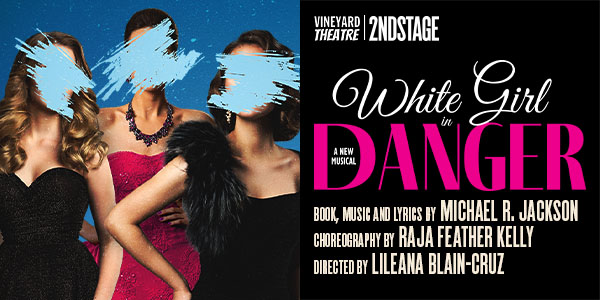 VINEYARD THEATRE | 2NDSTAGE
White Girl
in
A NEW MUSICAL DANGER
BOOK, MUSIC AND LYRICS BY MICHAEL R. JACKSON
CHOREOGRAPHY BY RAJA FEATHER KELLY
DIRECTED BY LILEANA BLAIN-CRUZ